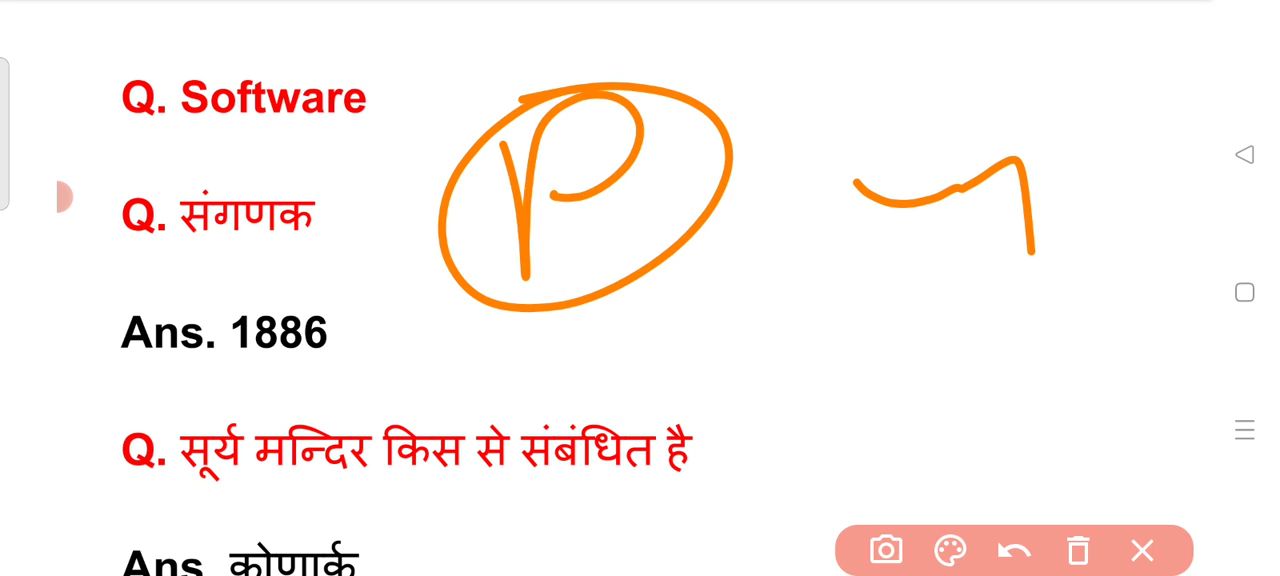 Q. Software
P
Q. संगणक
Ans. 1886
Q. सूर्य मन्दिर किस से संबंधित है
Ans. कोणार्क